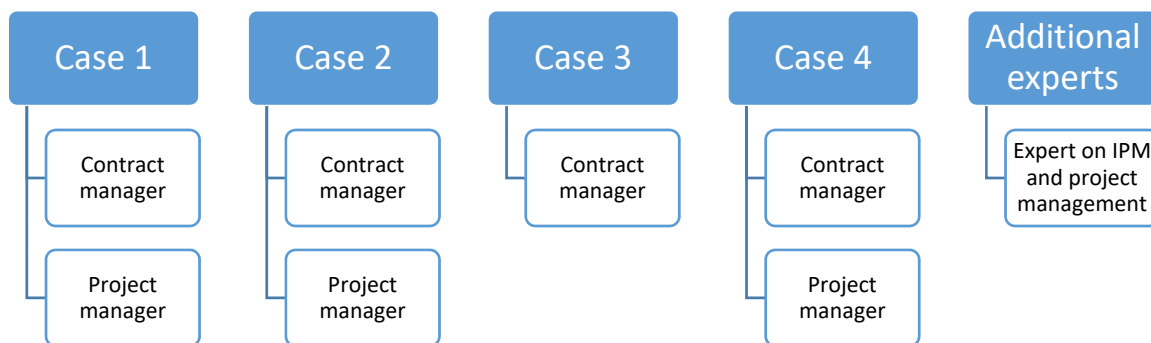 Case 1
Contract
manager
Project
manager
Case 2
Contract
manager
Project
manager
Case 3
Contract
manager
Case 4
Contract
manager
Project
manager
Additional
experts
Expert on IPM
and project
management